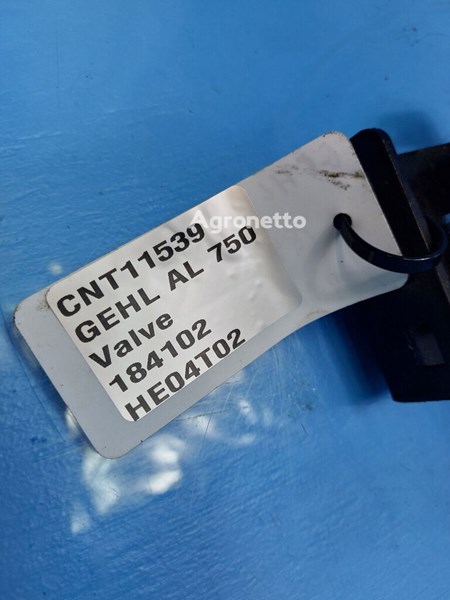 Agronetto
CNT11539
GEHL AL 750
Valve
184102
HE04T02